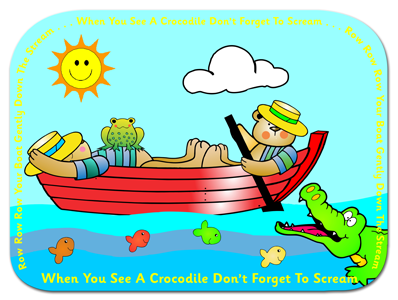 Row Row Row Your Boat Gently Down The Stream . . .
When You See A Crocodile Don't Forget To Scream . . .
Row Row Row Your Boat Gently Down The Stream
When You See A Crocodile Don't Forget To Scream